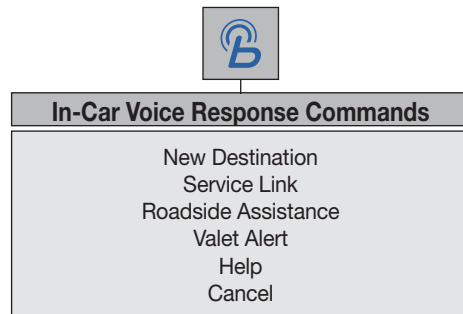 In-Car Voice Response Commands
New Destination
Service Link
Roadside Assistance
Valet Alert
Help
Cancel